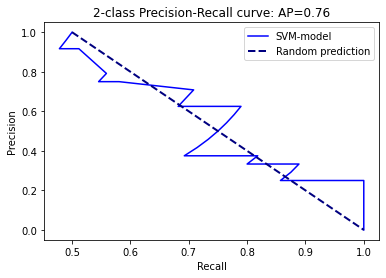 2-class Precision-Recall curve: AP=0.76
SVM-model
Random prediction
Precision
1.0
0.8
0.6
0.4
0.2
0.0
0.5 0.6 0.7 0.8 0.9 1.0
Recall